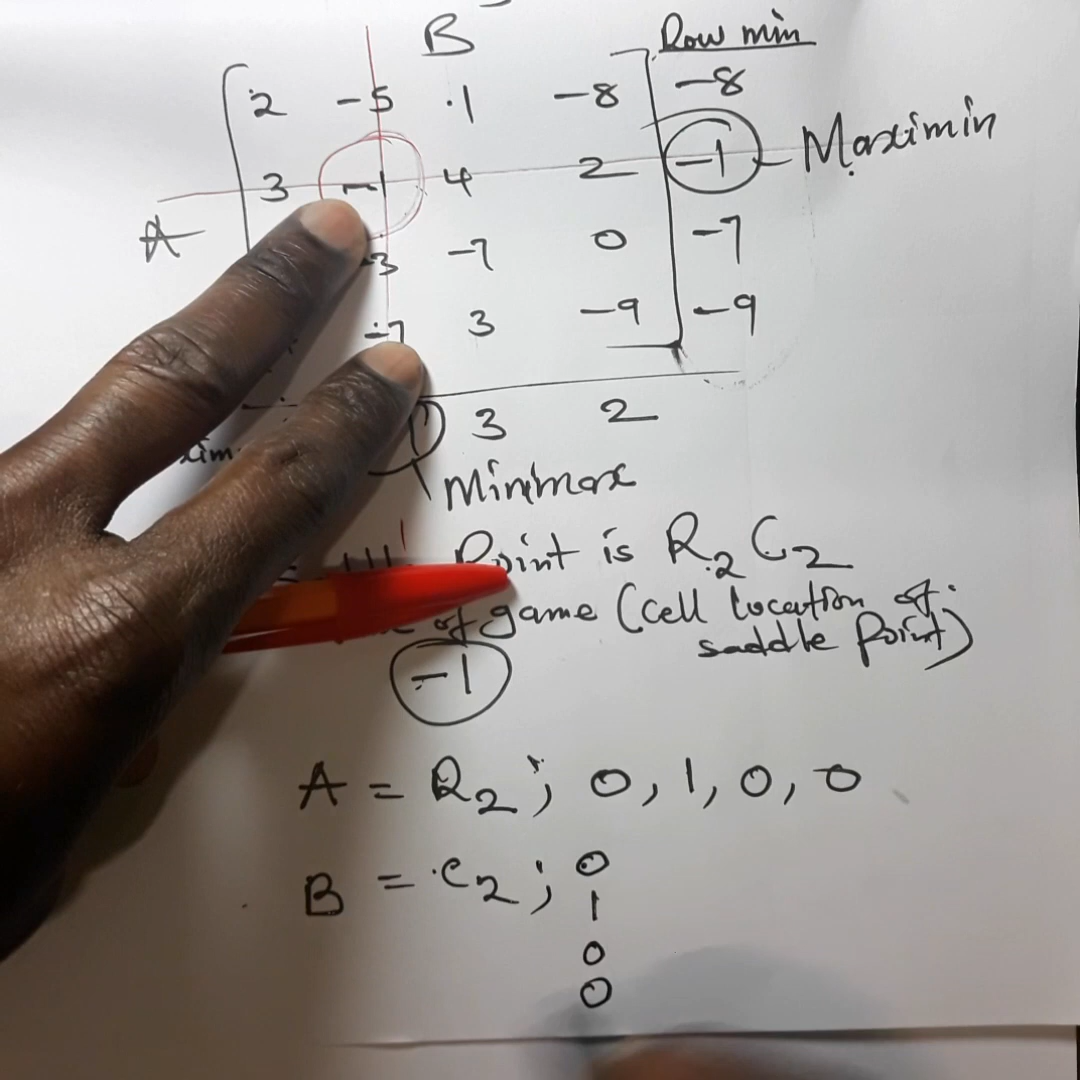 B Row min
2 -5 1 -8 -8
3 -1 4 2 -1 Maximin
A
-3 -7 0 -7
-7 3 -9 -9
3 2
Minimax
Point is R2 C2
of game (cell location of
saddle point)
-1
A = R2; 0, 1, 0, 0
B = C2; 0
1
0
0